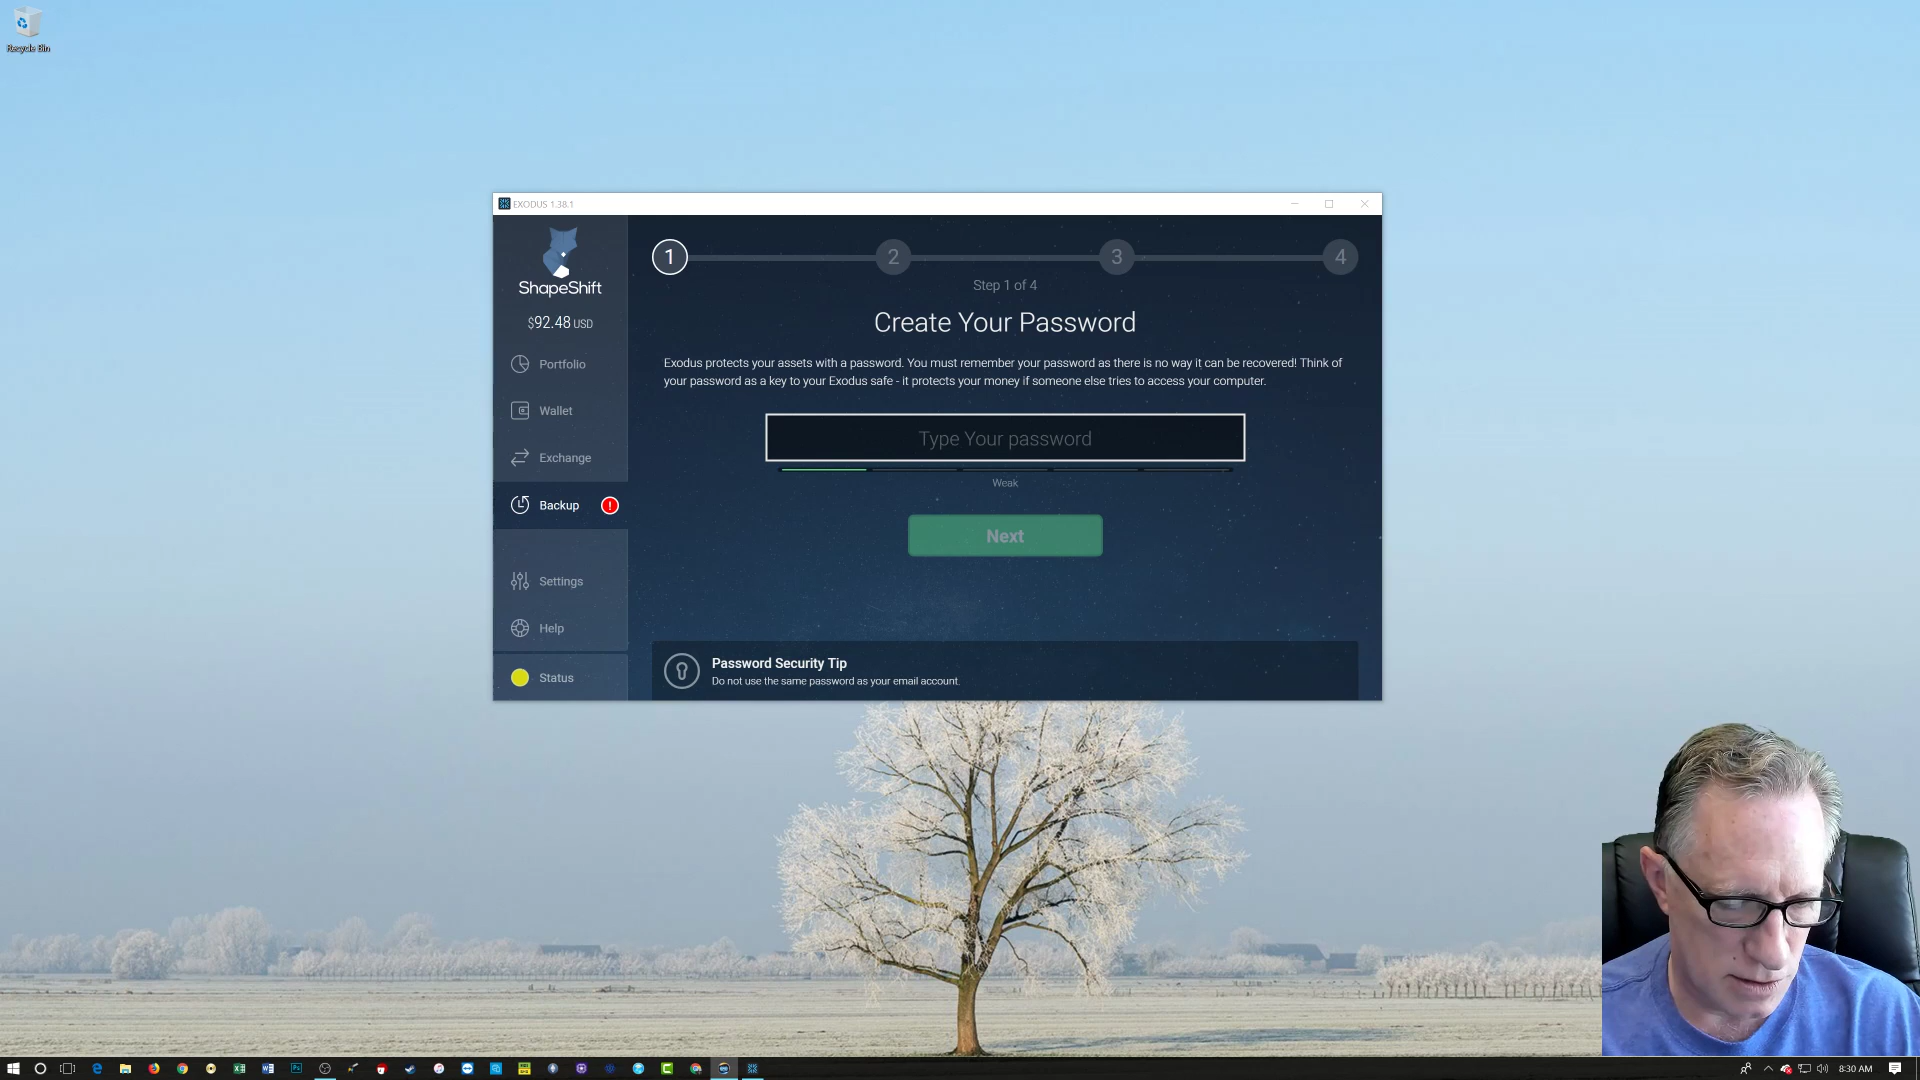 Recycle Bin
EXODUS 1.38.1
ShapeShift
$92.48 USD
Portfolio
Wallet
Exchange
Backup
!
Settings
Help
Status
1
2
3
4
Step 1 of 4
Create Your Password
Exodus protects your assets with a password. You must remember your password as there is no way it can be recovered! Think of
your password as a key to your Exodus safe - it protects your money if someone else tries to access your computer.
Type Your password
Weak
Next
Password Security Tip
Do not use the same password as your email account.
8:30 AM